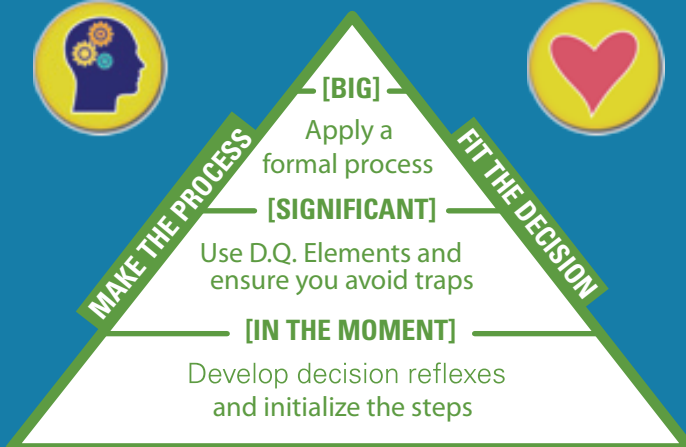 [BIG]
Apply a
formal process
MAKE THE PROCESS
FIT THE DECISION
[SIGNIFICANT]
Use D.Q. Elements and
ensure you avoid traps
[IN THE MOMENT]
Develop decision reflexes
and initialize the steps